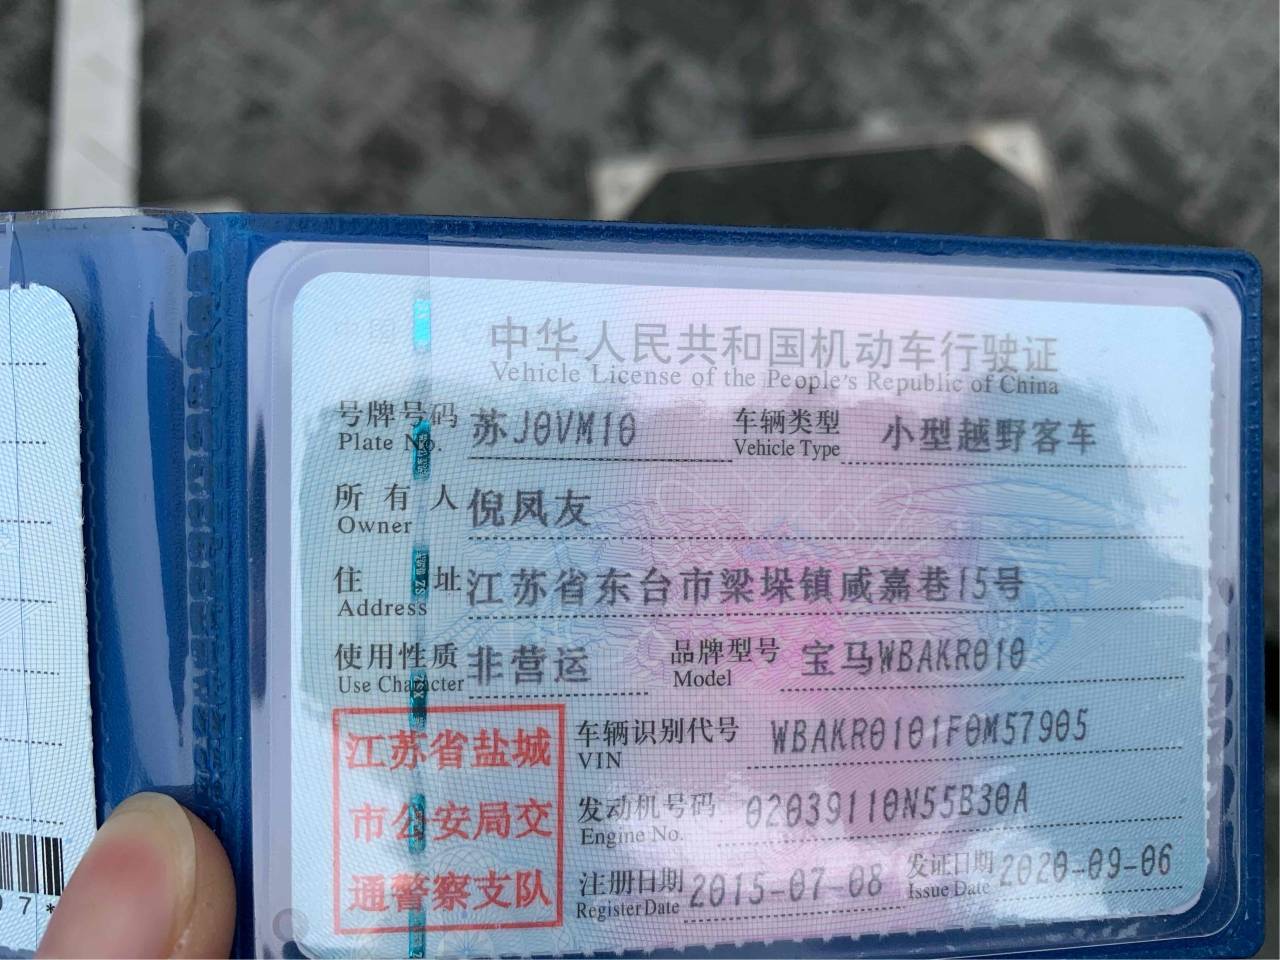 中华人民共和国机动车行驶证
Vehicle License of the People's Republic of China
号牌号码 苏J0VM10 车辆类型 小型越野客车
Plate No. Vehicle Type
所有人 倪凤友
Owner
住址 江苏省东台市梁垛镇咸嘉巷15号
Address
使用性质 非营运 品牌型号 宝马WBAKR010
Use Character Model
江苏省盐城
市公安局交
通警察支队
车辆识别代号 WBAKR0101F0M57905
VIN
发动机号码 02039110N55B30A
Engine No.
注册日期 2015-07-08 发证日期 2020-09-06
Register Date Issue Date